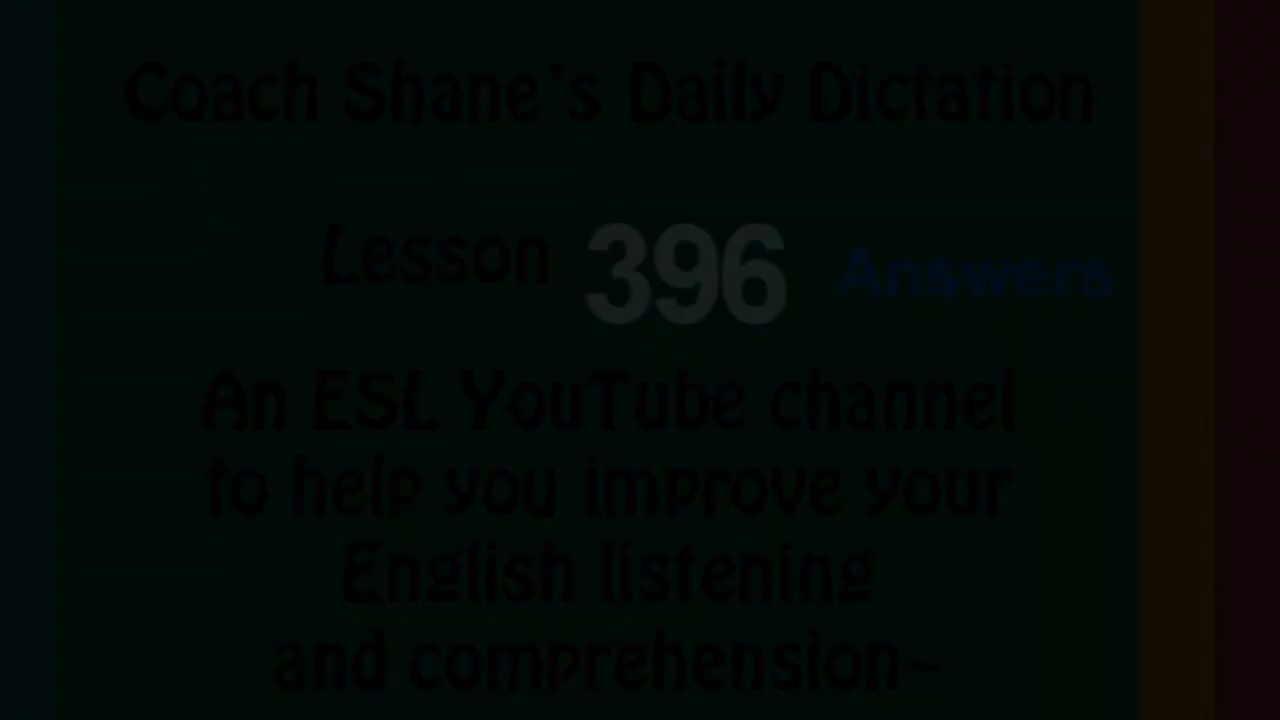 Coach Shane's Daily Dictation
Lesson 396 Answers
An ESL YouTube channel
to help you improve your
English listening
and comprehension~